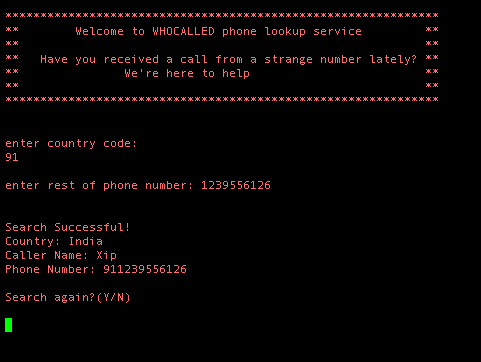 **************************************************************
** Welcome to WHOCALLED phone lookup service **
** **
** Have you received a call from a strange number lately? **
** We're here to help **
** **
**************************************************************
enter country code:
91
enter rest of phone number: 1239556126
Search Successful!
Country: India
Caller Name: Xip
Phone Number: 911239556126
Search again?(Y/N)